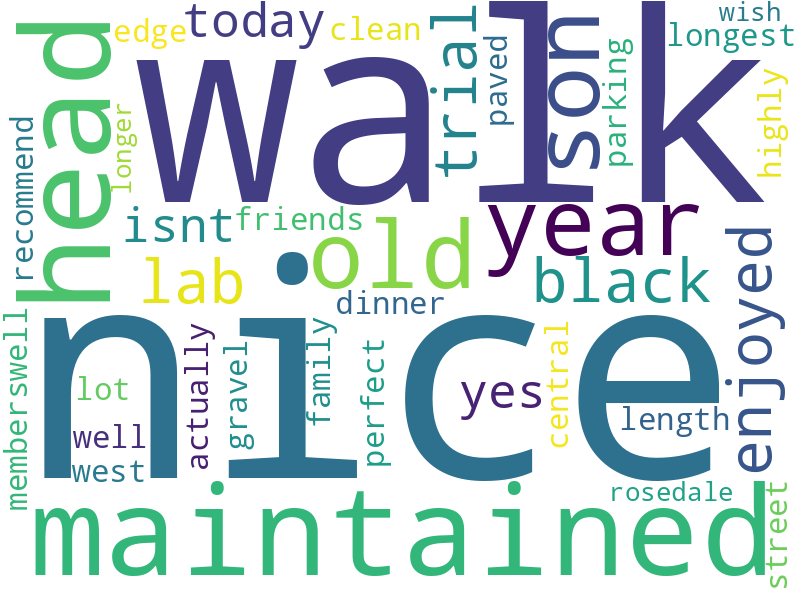 wish
edge
today
clean
longest
walk
head
trial
paved
son
parking
highly
longer
recommend
isnt
friends
year
old
lab
black
dinner
enjoyed
nice
memberswell
actually
gravel
family
perfect
central
yes
lot
length
well
west
maintained
rosedale
street